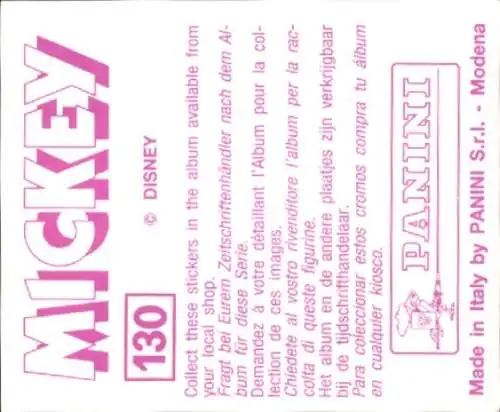 MICKEY
130
© DISNEY
Collect these stickers in the album available from
your local shop.
Fragt bei Eurem Zeitschriftenhändler nach dem Al-
bum für diese Serie.
Demandez à votre détaillant l'Album pour la col-
lection de ces images.
Chiedete al vostro rivenditore l'album per la rac-
colta di queste figurine.
Het album en de andere plaatjes zijn verkrijgbaar
bij de tijdschrifthandelaar.
Para coleccionar estos cromos compra tu álbum
en cualquier kiosco.
PANINI
Made in Italy by PANINI S.r.l. - Modena